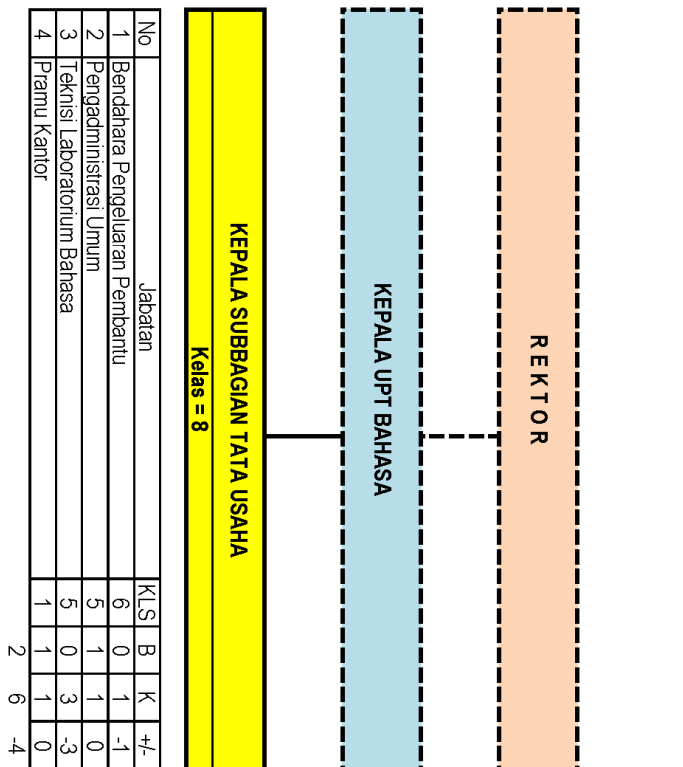 REKTOR
KEPALA UPT BAHASA
KEPALA SUBBAGIAN TATA USAHA
Kelas = 8
No Jabatan KLS B K +/-
1 Bendahara Pengeluaran Pembantu 6 0 1 -1
2 Pengadministrasi Umum 5 1 1 0
3 Teknisi Laboratorium Bahasa 5 0 3 -3
4 Pramu Kantor 1 1 1 0
2 6 -4